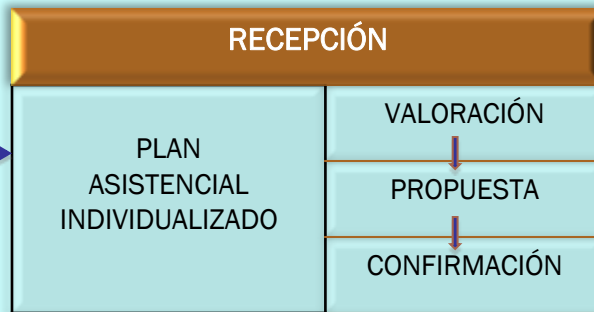 RECEPCIÓN
PLAN
ASISTENCIAL
INDIVIDUALIZADO
VALORACIÓN
PROPUESTA
CONFIRMACIÓN